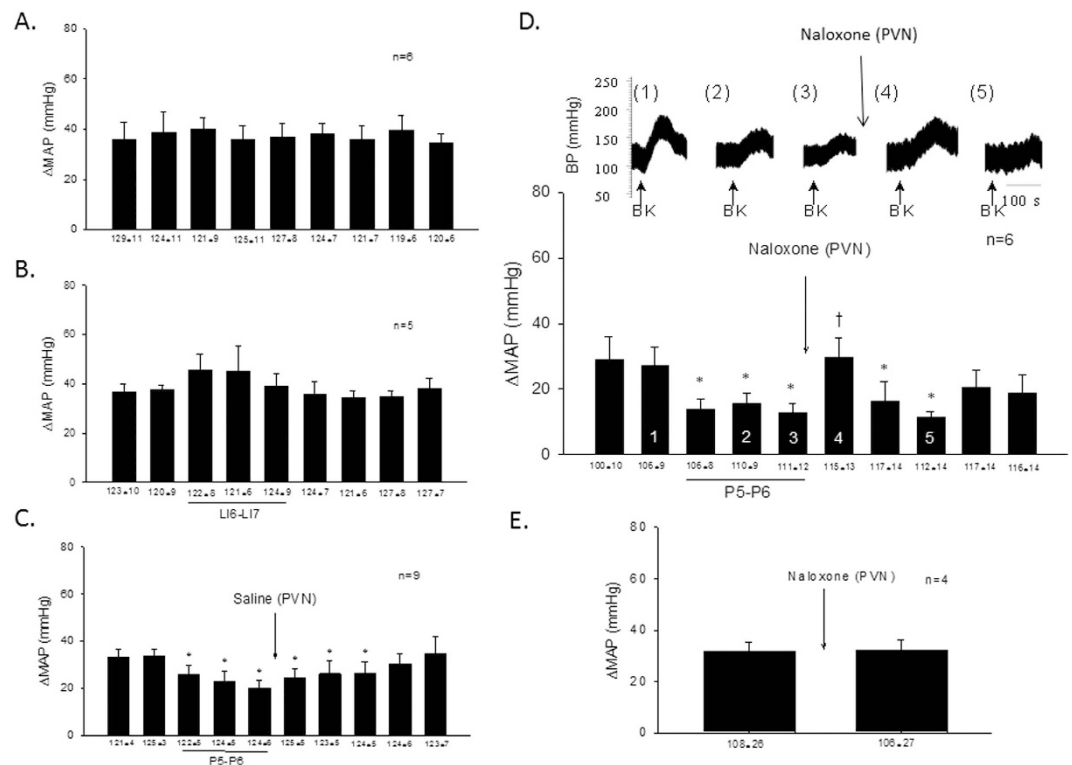 A.
80
60
40
20
0
ΔMAP (mmHg)
n=6
129±11 124±11 121±9 125±11 127±8 124±7 121±7 119±6 120±6
B.
80
60
40
20
0
ΔMAP (mmHg)
n=5
123±10 120±9 122±8 121±6 124±9 124±7 121±6 127±8 127±7
LI6-LI7
C.
80
60
40
20
0
ΔMAP (mmHg)
n=9
Saline (PVN)
* * * * * *
121±4 125±3 122±5 124±5 124±6 125±5 123±5 124±5 124±6 123±7
P5-P6
D.
Naloxone (PVN)
250
200
150
100
50
BP (mmHg)
(1) (2) (3) (4) (5)
BK BK BK BK BK
100 s
80
60
40
20
0
ΔMAP (mmHg)
n=6
Naloxone (PVN)
* * * † * *
1 2 3 4 5
100±10 106±9 106±8 110±9 111±12 115±13 117±14 112±14 117±14 116±14
P5-P6
E.
80
60
40
20
0
ΔMAP (mmHg)
Naloxone (PVN)
n=4
108±26 106±27